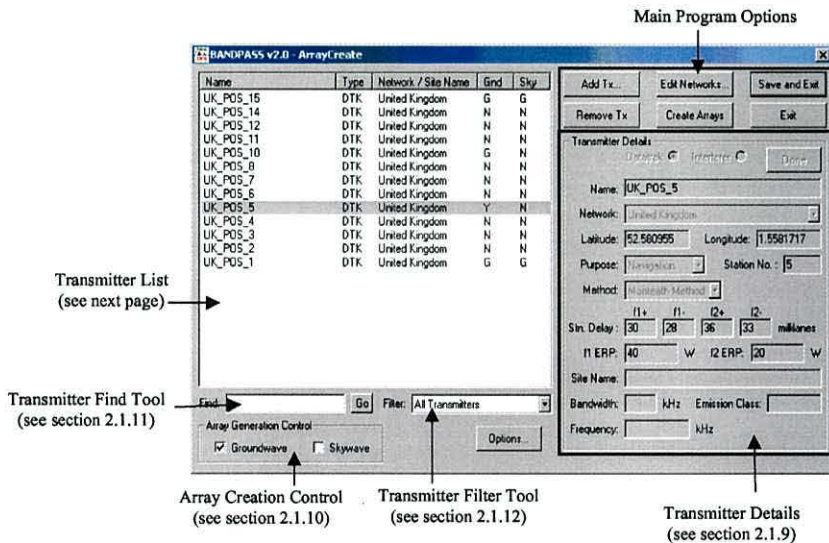 Main Program Options
BANDPASS v2.0 - ArrayCreate
Name Type Network / Site Name Gnd Sky
UK_POS_15 DTK United Kingdom G G
UK_POS_14 DTK United Kingdom N N
UK_POS_12 DTK United Kingdom N N
UK_POS_11 DTK United Kingdom N N
UK_POS_10 DTK United Kingdom G N
UK_POS_8 DTK United Kingdom N N
UK_POS_7 DTK United Kingdom N N
UK_POS_6 DTK United Kingdom N N
UK_POS_5 DTK United Kingdom Y N
UK_POS_4 DTK United Kingdom N N
UK_POS_3 DTK United Kingdom N N
UK_POS_2 DTK United Kingdom N N
UK_POS_1 DTK United Kingdom G G
Add Tx... Edit Networks... Save and Exit
Remove Tx Create Arrays Exit
Transmitter Details
Datatrak Interferer Done
Name: UK_POS_5
Network: United Kingdom
Latitude: 52.580955 Longitude: 1.5581717
Purpose: Navigation Station No. : 5
Method: Monteath Method
f1+ f1- f2+ f2-
Stn. Delay : 30 28 36 33 millilanes
f1 ERP: 40 W f2 ERP: 20 W
Site Name:
Bandwidth: kHz Emission Class:
Frequency: kHz
Find: Go Filter: All Transmitters
Array Generation Control
Groundwave Skywave
Options...
Transmitter List
(see next page)
Transmitter Find Tool
(see section 2.1.11)
Array Creation Control
(see section 2.1.10)
Transmitter Filter Tool
(see section 2.1.12)
Transmitter Details
(see section 2.1.9)